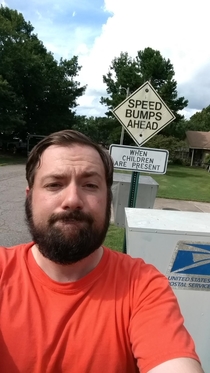 SPEED
BUMPS
AHEAD
WHEN
CHILDREN
ARE PRESENT
UNITED STATES
POSTAL SERVICE